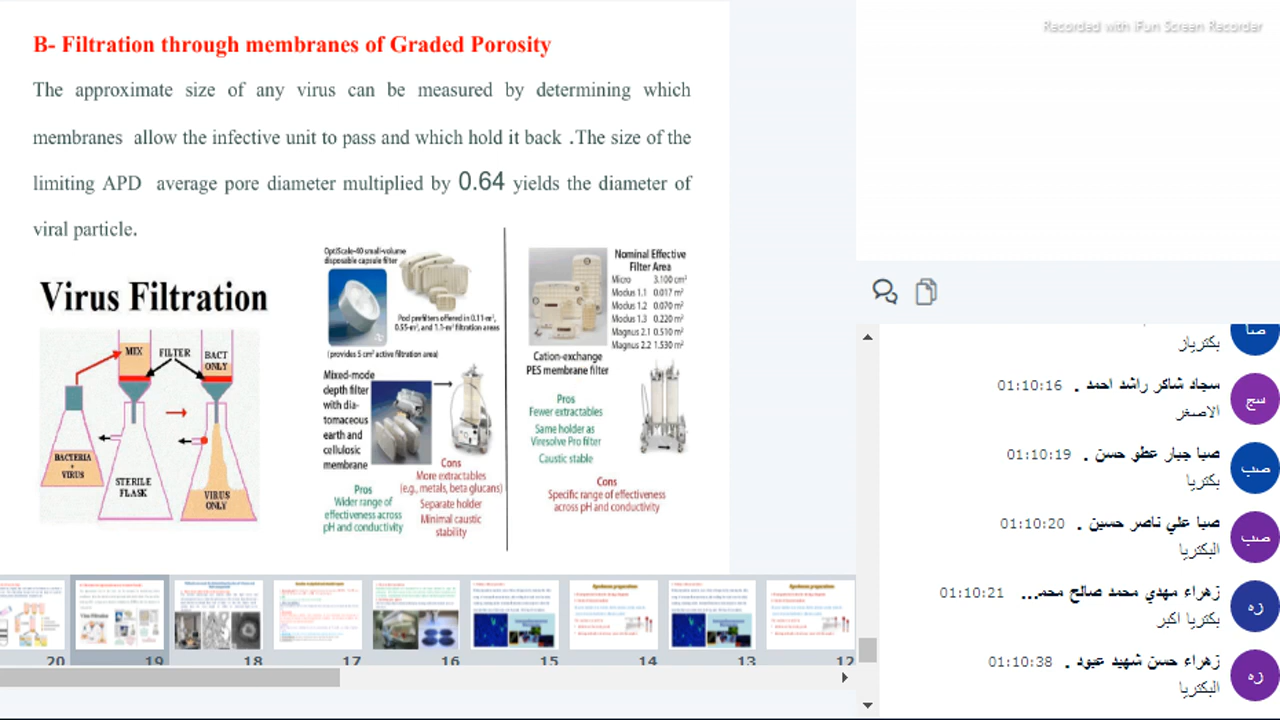 B- Filtration through membranes of Graded Porosity
The approximate size of any virus can be measured by determining which
membranes allow the infective unit to pass and which hold it back .The size of the
limiting APD average pore diameter multiplied by 0.64 yields the diameter of
viral particle.
Virus Filtration
MIX
FILTER
BACT
ONLY
BACTERIA
+
VIRUS
STERILE
FLASK
VIRUS
ONLY
OptiScale-40 small-volume
disposable capsule filter
Pod prefilters offered in 0.11-m²,
0.55-m², and 1.1-m² filtration areas
(provides 5 cm² active filtration area)
Mixed-mode
depth filter
with dia-
tomaceous
earth and
cellulosic
membrane
Pros
Wider range of
effectiveness across
pH and conductivity
Cons
More extractables
(e.g., metals, beta glucans)
Separate holder
Minimal caustic
stability
Nominal Effective
Filter Area
Micro 3.100 cm²
Modus 1.1 0.017 m²
Modus 1.2 0.070 m²
Modus 1.3 0.220 m²
Magnus 2.1 0.510 m²
Magnus 2.2 1.530 m²
Cation-exchange
PES membrane filter
Pros
Fewer extractables
Same holder as
Viresolve Pro filter
Caustic stable
Cons
Specific range of effectiveness
across pH and conductivity
20
19
18
17
16
15
Specimen preparation
14
13
Specimen preparation
12
Recorded with iFun Screen Recorder
صا
بكتريار
سجاد شاكر راشد احمد . 01:10:16
سج
الاصغر
صبا جبار عطو حسن . 01:10:19
صب
بكتريا
صبا علي ناصر حسين . 01:10:20
صب
البكتريا
زهراء مهدي محمد صالح محمـ... 01:10:21
زه
بكتريا اكبر
زهراء حسن شهيد عبود . 01:10:38
زه
البكتريا